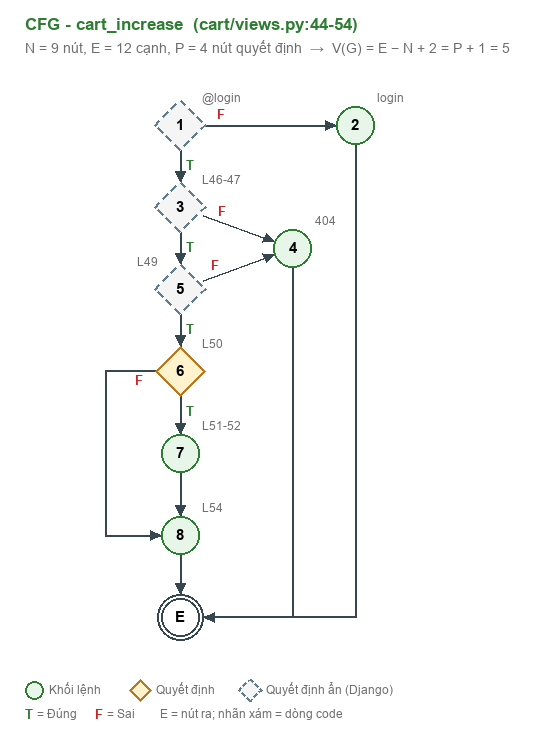 CFG - cart_increase (cart/views.py:44-54)
N = 9 nút, E = 12 cạnh, P = 4 nút quyết định → V(G) = E − N + 2 = P + 1 = 5
@login
login
1
F
2
T
L46-47
3
F
404
T
4
L49
F
5
T
L50
6
F
T
L51-52
7
L54
8
E
Khối lệnh
Quyết định
Quyết định ẩn (Django)
T = Đúng
F = Sai
E = nút ra; nhãn xám = dòng code